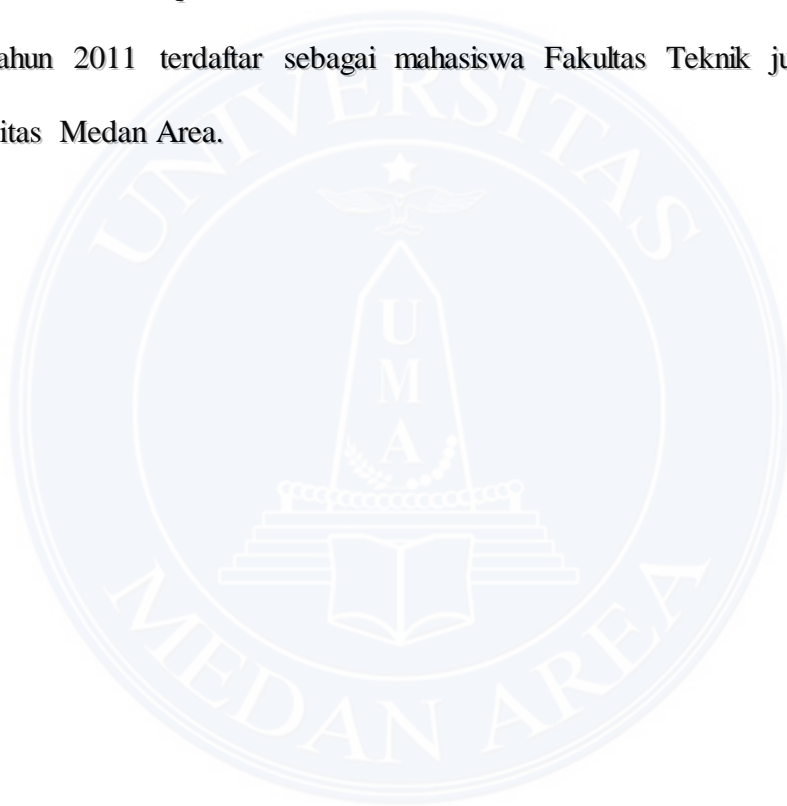 ahun 2011 terdaftar sebagai mahasiswa Fakultas Teknik ju
itas Medan Area.
UNIVERSITAS
U
M
A
MEDAN AREA